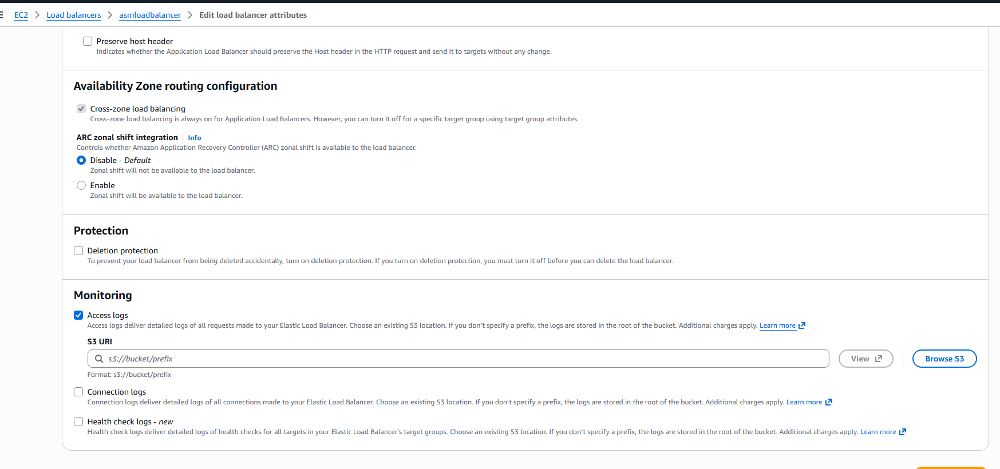 EC2 > Load balancers > asmloadbalancer > Edit load balancer attributes
Preserve host header
Indicates whether the Application Load Balancer should preserve the Host header in the HTTP request and send it to targets without any change.
Availability Zone routing configuration
Cross-zone load balancing
Cross-zone load balancing is always on for Application Load Balancers. However, you can turn it off for a specific target group using target group attributes.
ARC zonal shift integration | Info
Controls whether Amazon Application Recovery Controller (ARC) zonal shift is available to the load balancer.
Disable - Default
Zonal shift will not be available to the load balancer.
Enable
Zonal shift will be available to the load balancer.
Protection
Deletion protection
To prevent your load balancer from being deleted accidentally, turn on deletion protection. If you turn on deletion protection, you must turn it off before you can delete the load balancer.
Monitoring
Access logs
Access logs deliver detailed logs of all requests made to your Elastic Load Balancer. Choose an existing S3 location. If you don't specify a prefix, the logs are stored in the root of the bucket. Additional charges apply. Learn more
S3 URI
s3://bucket/prefix View Browse S3
Format: s3://bucket/prefix
Connection logs
Connection logs deliver detailed logs of all connections made to your Elastic Load Balancer. Choose an existing S3 location. If you don't specify a prefix, the logs are stored in the root of the bucket. Additional charges apply. Learn more
Health check logs - new
Health check logs deliver detailed logs of health checks for all targets in your Elastic Load Balancer's target groups. Choose an existing S3 location. If you don't specify a prefix, the logs are stored in the root of the bucket. Additional charges apply. Learn more